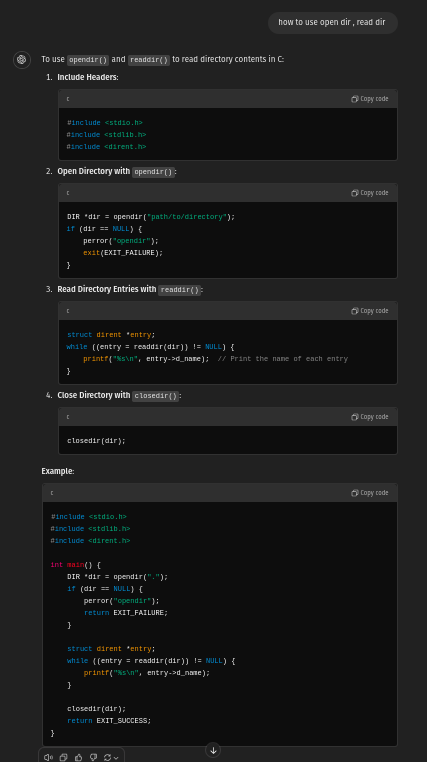 how to use open dir , read dir
To use opendir() and readdir() to read directory contents in C:
1. Include Headers:
c
Copy code
#include <stdio.h>
#include <stdlib.h>
#include <dirent.h>
2. Open Directory with opendir():
c
Copy code
DIR *dir = opendir("path/to/directory");
if (dir == NULL) {
    perror("opendir");
    exit(EXIT_FAILURE);
}
3. Read Directory Entries with readdir():
c
Copy code
struct dirent *entry;
while ((entry = readdir(dir)) != NULL) {
    printf("%s\n", entry->d_name);  // Print the name of each entry
}
4. Close Directory with closedir():
c
Copy code
closedir(dir);
Example:
c
Copy code
#include <stdio.h>
#include <stdlib.h>
#include <dirent.h>
int main() {
    DIR *dir = opendir(".");
    if (dir == NULL) {
        perror("opendir");
        return EXIT_FAILURE;
    }
    struct dirent *entry;
    while ((entry = readdir(dir)) != NULL) {
        printf("%s\n", entry->d_name);
    }
    closedir(dir);
    return EXIT_SUCCESS;
}